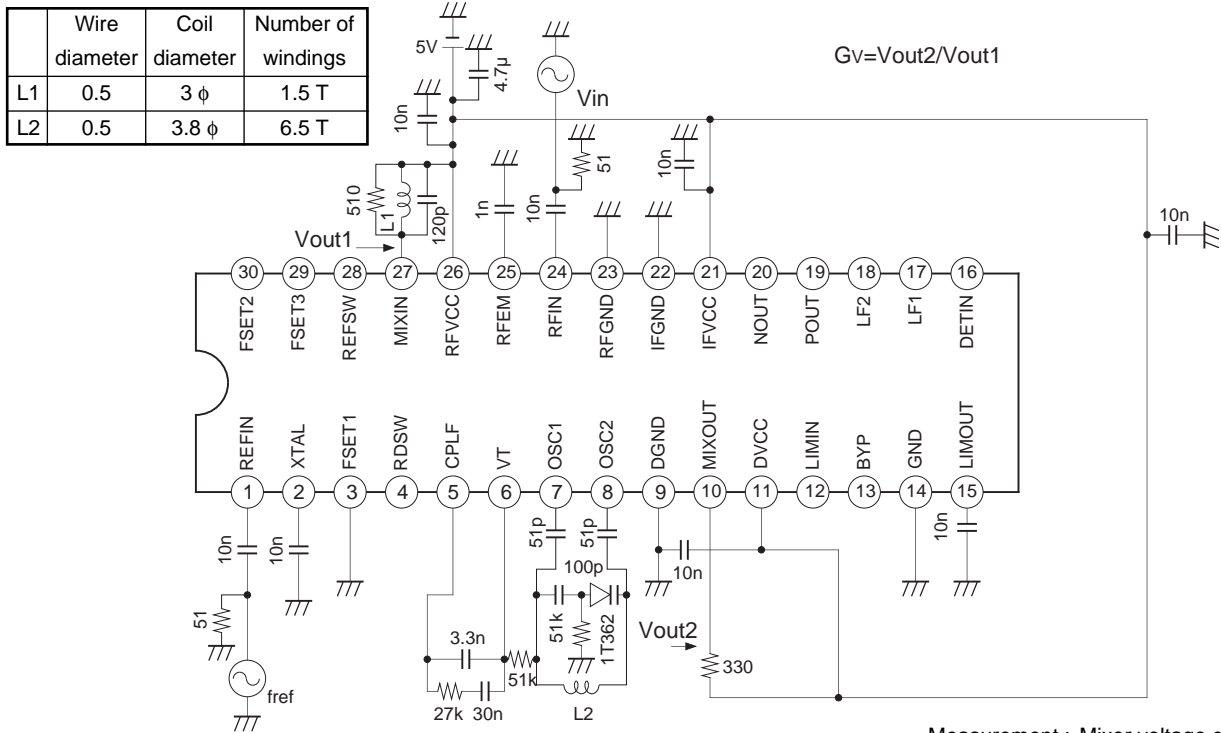 Wire diameter Coil diameter Number of windings
L1 0.5 3 ϕ 1.5 T
L2 0.5 3.8 ϕ 6.5 T
GV=Vout2/Vout1
5V
4.7µ
Vin
10n
51
10n
510
L1
120p
1n
10n
10n
Vout1
30 29 28 27 26 25 24 23 22 21 20 19 18 17 16
FSET2 FSET3 REFSW MIXIN RFVCC RFEM RFIN RFGND IFGND IFVCC NOUT POUT LF2 LF1 DETIN
REFIN XTAL FSET1 RDSW CPLF VT OSC1 OSC2 DGND MIXOUT DVCC LIMIN BYP GND LIMOUT
1 2 3 4 5 6 7 8 9 10 11 12 13 14 15
10n
10n
51p
51p
10n
10n
100p
51
51k
1T362
3.3n
51k
Vout2
330
27k
30n
L2
fref